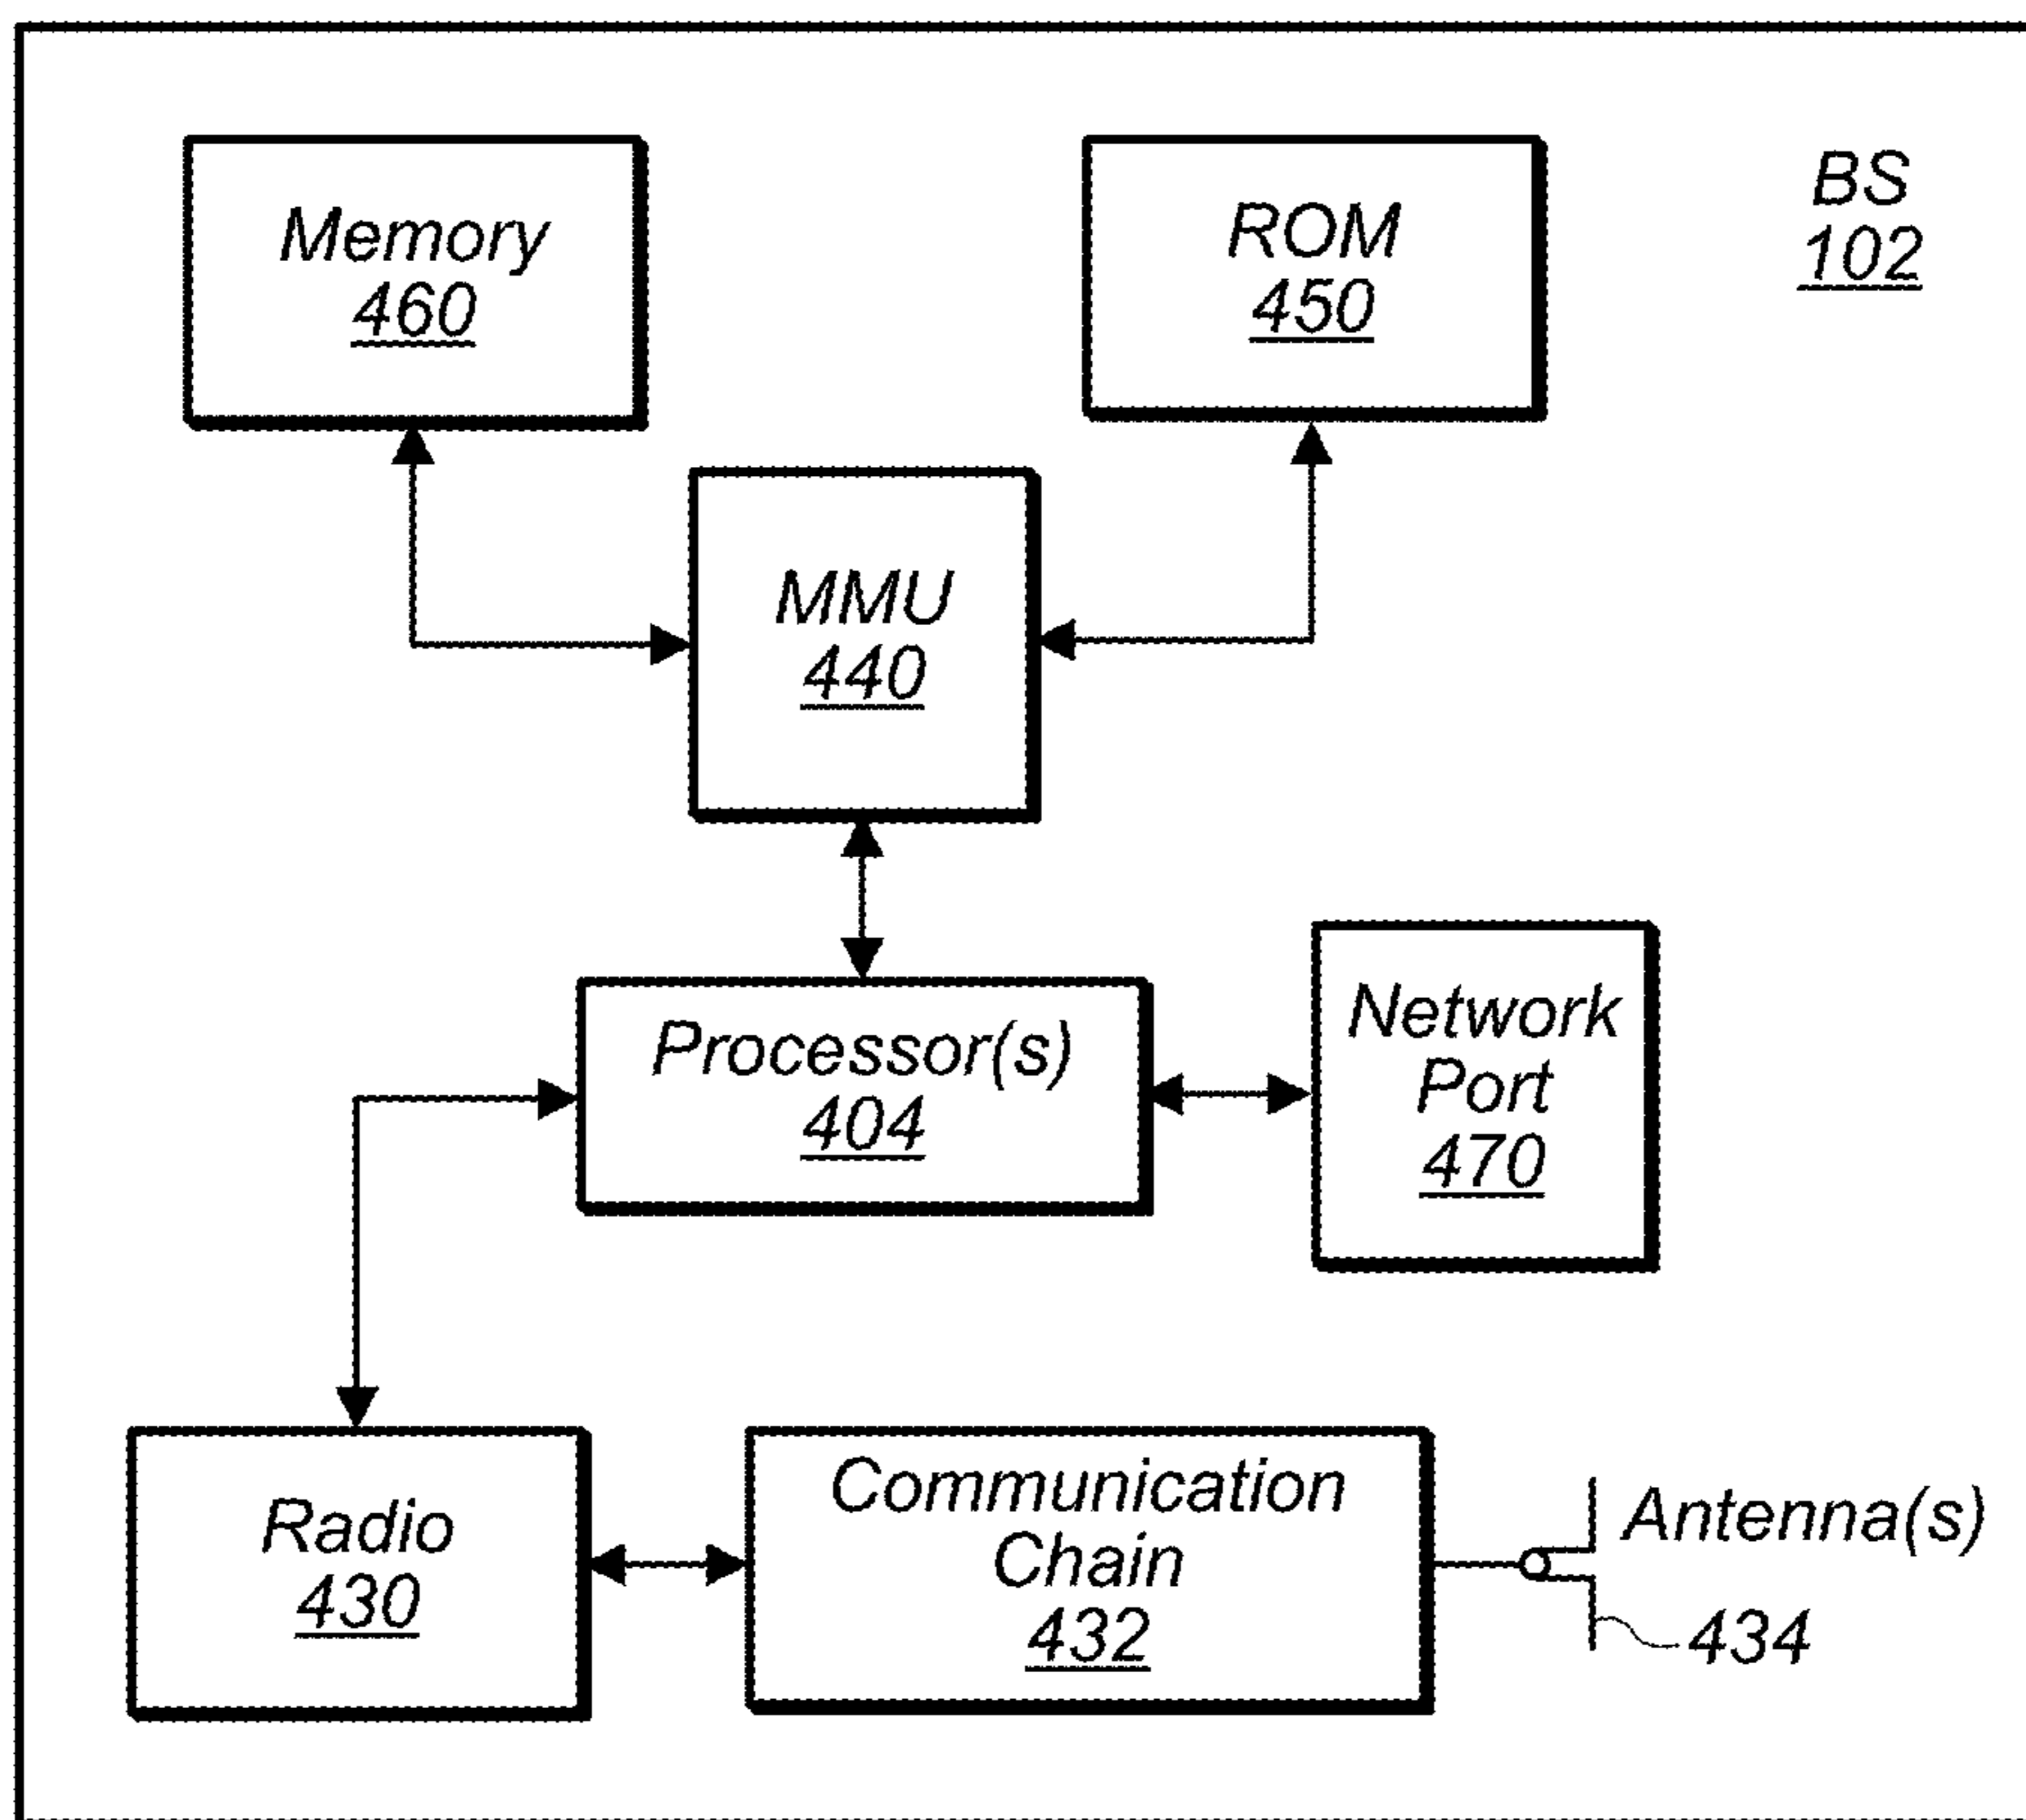 Memory
460
ROM
450
BS
102
MMU
440
Processor(s)
404
Network
Port
470
Radio
430
Communication
Chain
432
Antenna(s)
434